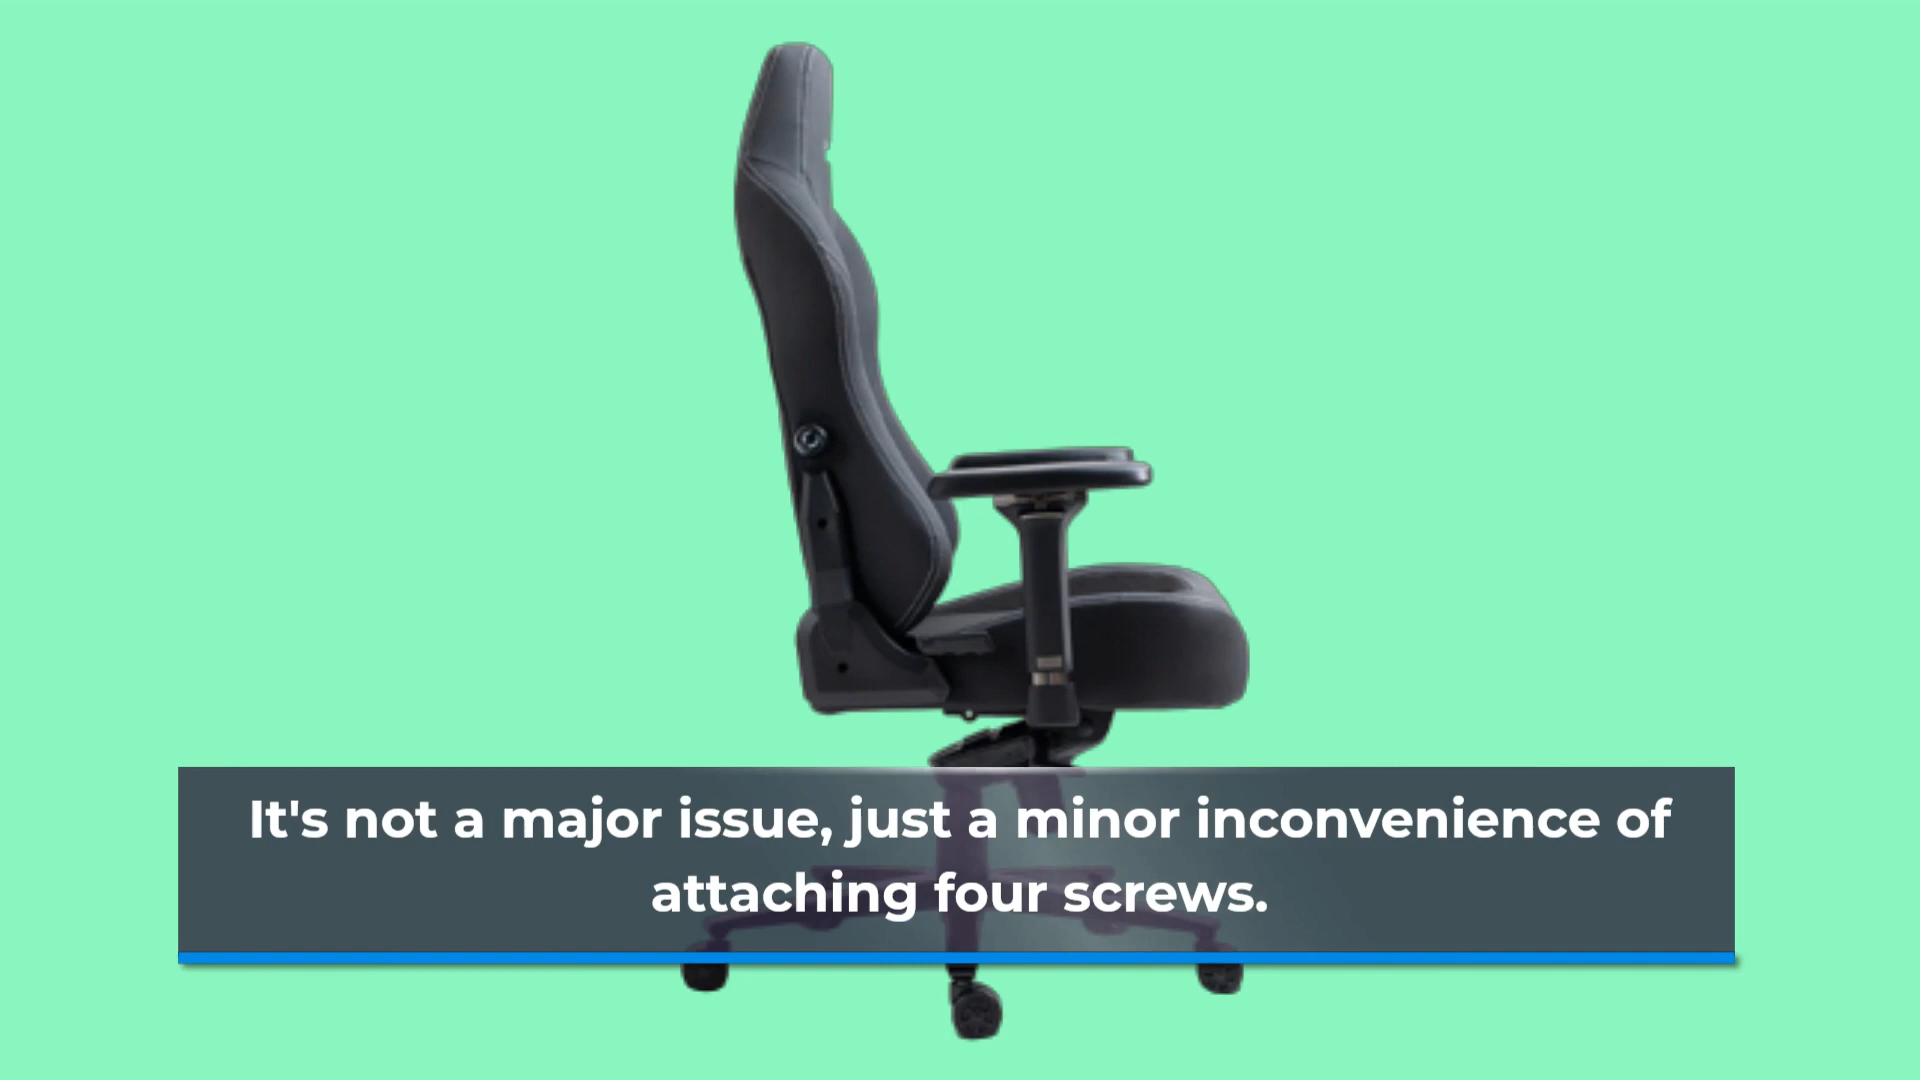 It's not a major issue, just a minor inconvenience of
attaching four screws.